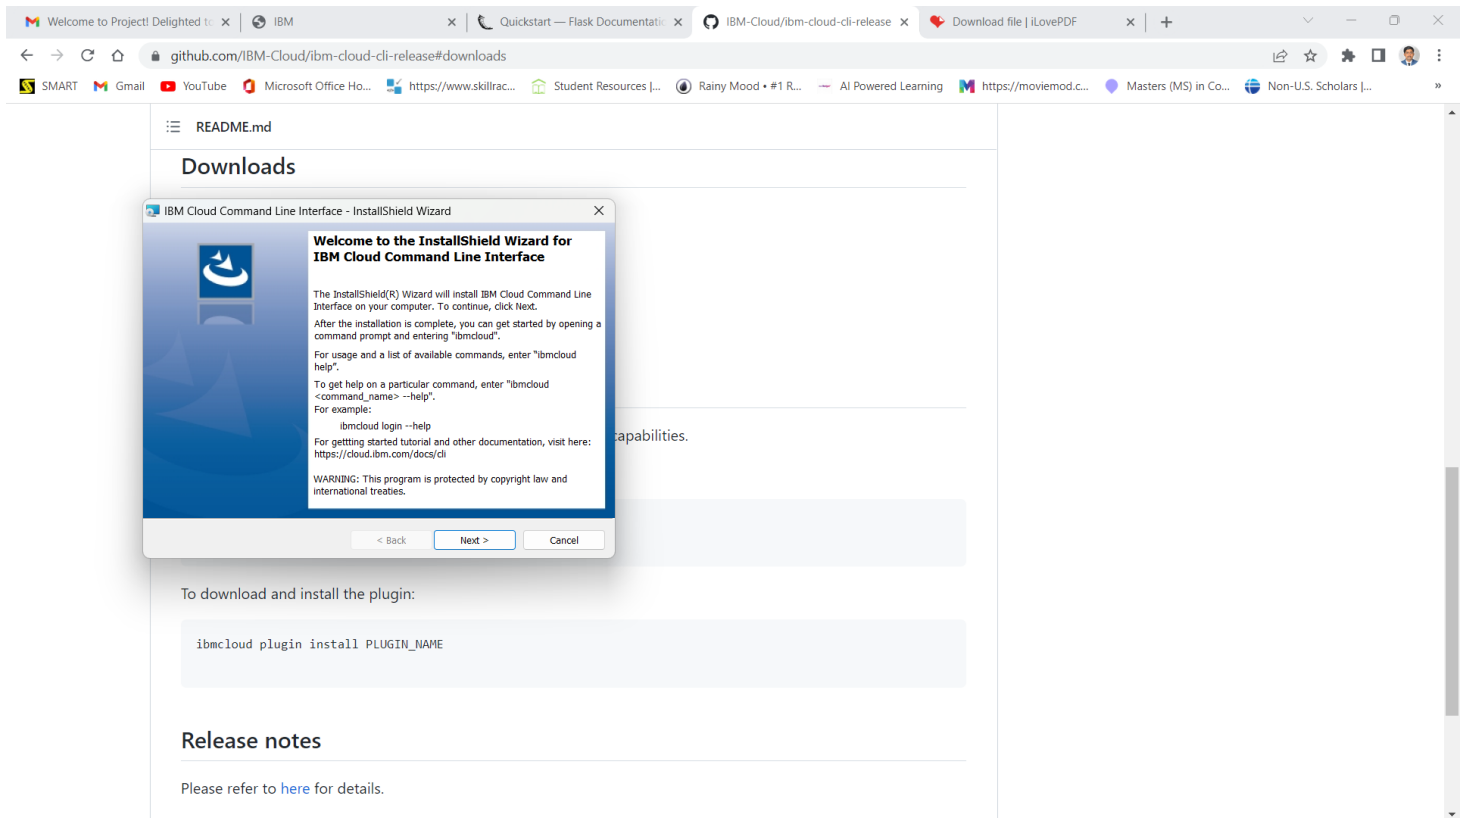 Welcome to Project! Delighted to
IBM
Quickstart — Flask Documentatio
IBM-Cloud/ibm-cloud-cli-release
Download file | iLovePDF
github.com/IBM-Cloud/ibm-cloud-cli-release#downloads
SMART
Gmail
YouTube
Microsoft Office Ho...
https://www.skillrac...
Student Resources |...
Rainy Mood • #1 R...
AI Powered Learning
https://moviemod.c...
Masters (MS) in Co...
Non-U.S. Scholars |...
»
README.md
Downloads
IBM Cloud Command Line Interface - InstallShield Wizard
Welcome to the InstallShield Wizard for
IBM Cloud Command Line Interface
The InstallShield(R) Wizard will install IBM Cloud Command Line
Interface on your computer. To continue, click Next.
After the installation is complete, you can get started by opening a
command prompt and entering "ibmcloud".
For usage and a list of available commands, enter "ibmcloud
help".
To get help on a particular command, enter "ibmcloud
<command_name> --help".
For example:
ibmcloud login --help
For gettting started tutorial and other documentation, visit here:
https://cloud.ibm.com/docs/cli
WARNING: This program is protected by copyright law and
international treaties.
< Back
Next >
Cancel
capabilities.
To download and install the plugin:
ibmcloud plugin install PLUGIN_NAME
Release notes
Please refer to here for details.